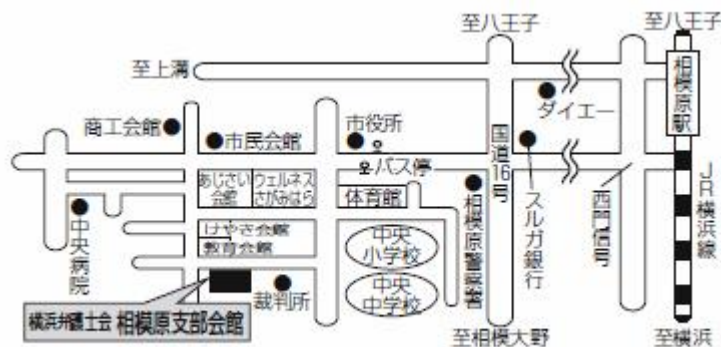 至八王子
至八王子
至上溝
相模原駅
ダイエー
商工会館
市民会館
市役所
国道16号
バス停
スルガ銀行
西門信号
JR横浜線
あじさい会館
ウェルネスさがみはら
体育館
相模原警察署
中央病院
けやき会館
教育会館
中央小学校
中央中学校
裁判所
横浜弁護士会 相模原支部会館
至相模大野
至横浜